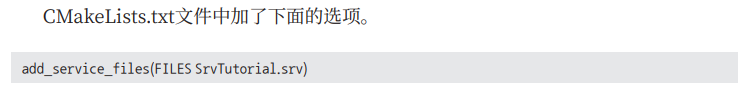 CMakeLists.txt文件中加了下面的选项。
add_service_files(FILES SrvTutorial.srv)